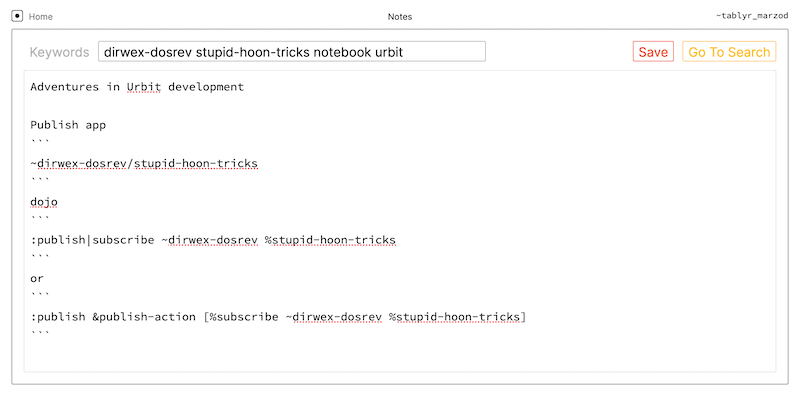 Home
Notes
~tablyr_marzod
Keywords
dirwex-dosrev stupid-hoon-tricks notebook urbit
Save
Go To Search
Adventures in Urbit development
Publish app
```
~dirwex-dosrev/stupid-hoon-tricks
```
dojo
```
:publish|subscribe ~dirwex-dosrev %stupid-hoon-tricks
```
or
```
:publish &publish-action [%subscribe ~dirwex-dosrev %stupid-hoon-tricks]
```